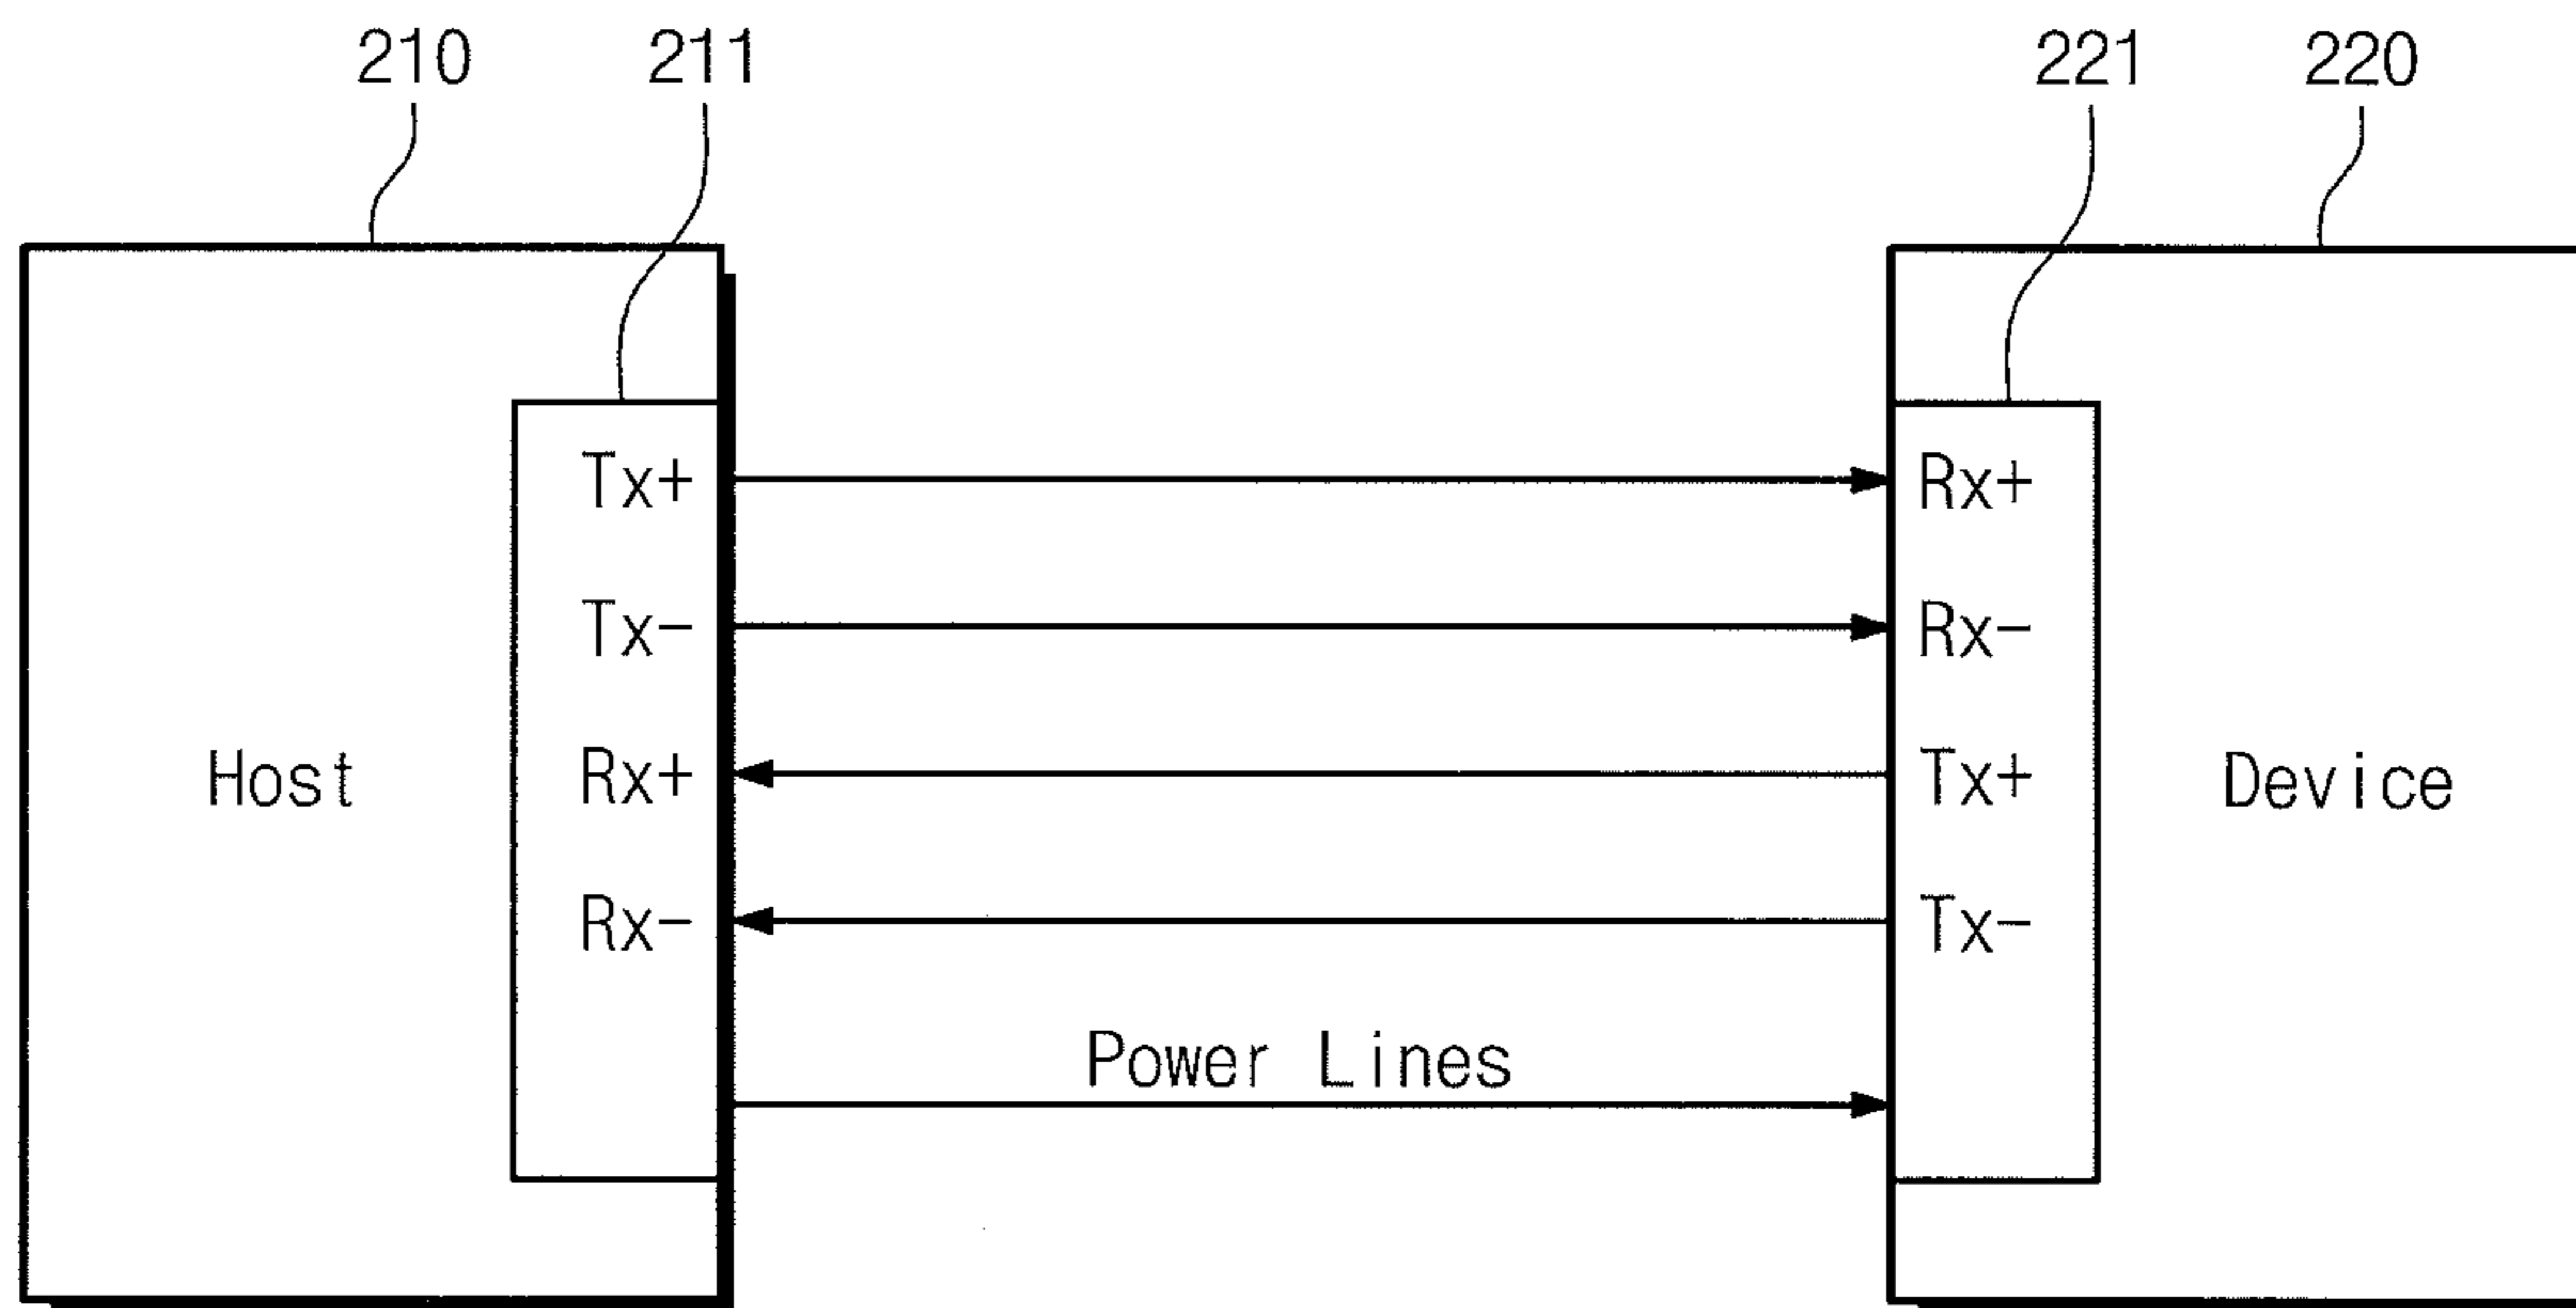 210 211 221 220
Tx+ Rx+
Tx- Rx-
Host Rx+ Tx+ Device
Rx- Tx-
Power Lines